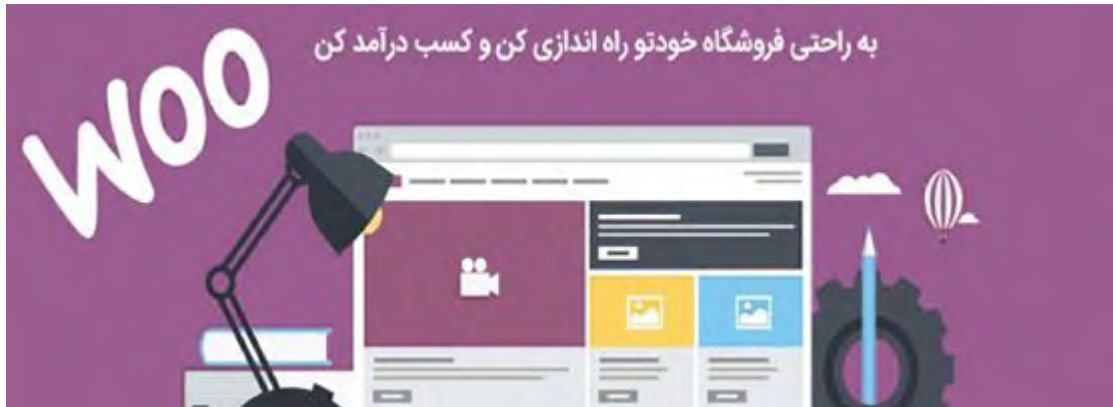 به راحتی فروشگاه خودتو راه اندازی کن و کسب درآمد کن
WOO